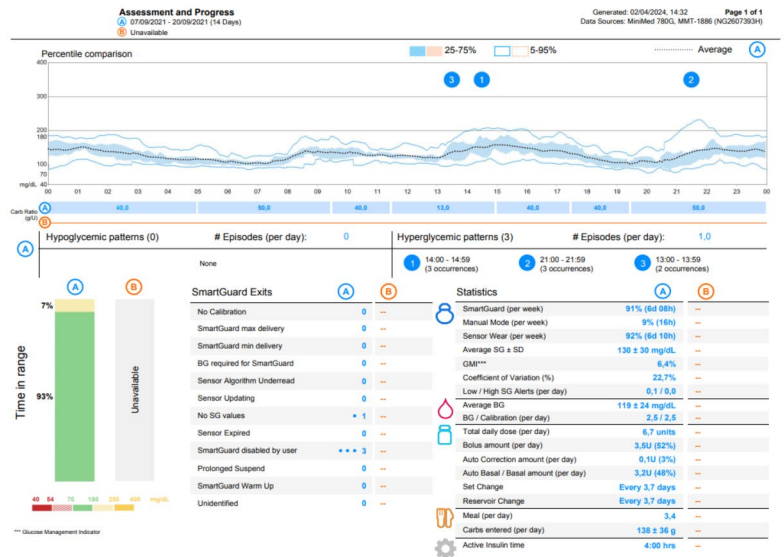 Assessment and Progress
A 07/09/2021 - 20/09/2021 (14 Days)
B Unavailable
Generated: 02/04/2024, 14:32 Page 1 of 1
Data Sources: MiniMed 780G, MMT-1886 (NG2607393H)
Percentile comparison 25-75% 5-95% Average A
400
300
200
180
100
70
mg/dL 40
3 1 2
00 01 02 03 04 05 06 07 08 09 10 11 12 13 14 15 16 17 18 19 20 21 22 23 00
Carb Ratio (g/U) A 40,0 50,0 40,0 13,0 40,0 40,0 50,0
B
A Hypoglycemic patterns (0) # Episodes (per day): 0 Hyperglycemic patterns (3) # Episodes (per day): 1,0
None
1 14:00 - 14:59 (3 occurrences)
2 21:00 - 21:59 (3 occurrences)
3 13:00 - 13:59 (2 occurrences)
Time in range
A B
7%
93%
Unavailable
40 54 70 180 250 400 mg/dL
*** Glucose Management Indicator
SmartGuard Exits A B
No Calibration 0 --
SmartGuard max delivery 0 --
SmartGuard min delivery 0 --
BG required for SmartGuard 0 --
Sensor Algorithm Underread 0 --
Sensor Updating 0 --
No SG values • 1 --
Sensor Expired 0 --
SmartGuard disabled by user • • • 3 --
Prolonged Suspend 0 --
SmartGuard Warm Up 0 --
Unidentified 0 --
Statistics A B
SmartGuard (per week) 91% (6d 08h) --
Manual Mode (per week) 9% (16h) --
Sensor Wear (per week) 92% (6d 10h) --
Average SG ± SD 130 ± 30 mg/dL --
GMI*** 6,4% --
Coefficient of Variation (%) 22,7% --
Low / High SG Alerts (per day) 0,1 / 0,0 --
Average BG 119 ± 24 mg/dL --
BG / Calibration (per day) 2,5 / 2,5 --
Total daily dose (per day) 6,7 units --
Bolus amount (per day) 3,5U (52%) --
Auto Correction amount (per day) 0,1U (3%) --
Auto Basal / Basal amount (per day) 3,2U (48%) --
Set Change Every 3,7 days --
Reservoir Change Every 3,7 days --
Meal (per day) 3,4 --
Carbs entered (per day) 138 ± 36 g --
Active Insulin time 4:00 hrs --